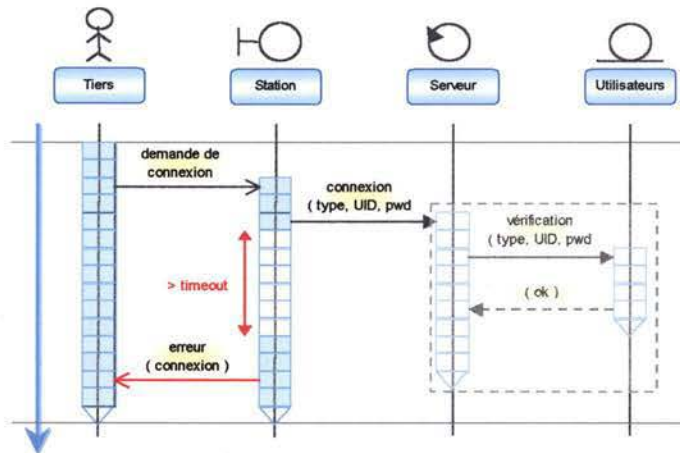 Tiers
Station
Serveur
Utilisateurs
demande de
connexion
connexion
( type, UID, pwd
vérification
( type, UID, pwd
> timeout
( ok )
erreur
( connexion )